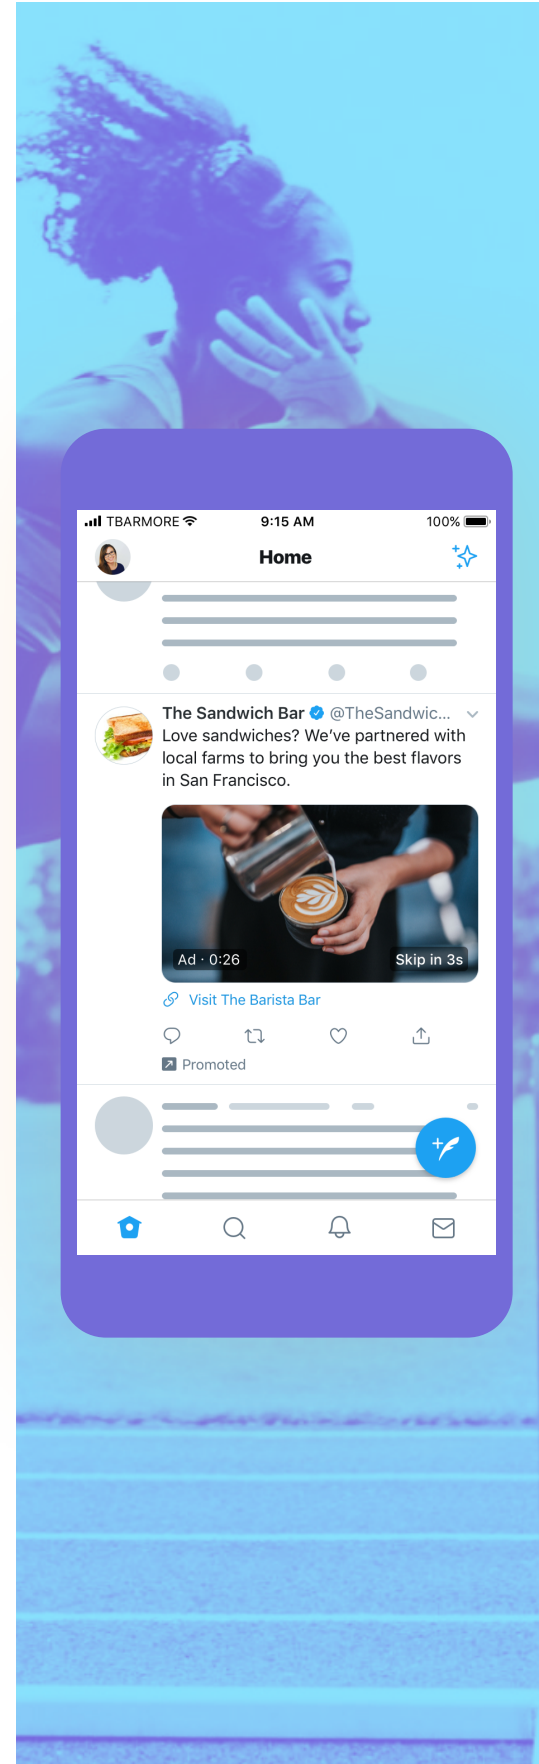 TBARMORE 9:15 AM 100%
Home
The Sandwich Bar @TheSandwic...
Love sandwiches? We've partnered with
local farms to bring you the best flavors
in San Francisco.
Ad · 0:26 Skip in 3s
Visit The Barista Bar
Promoted